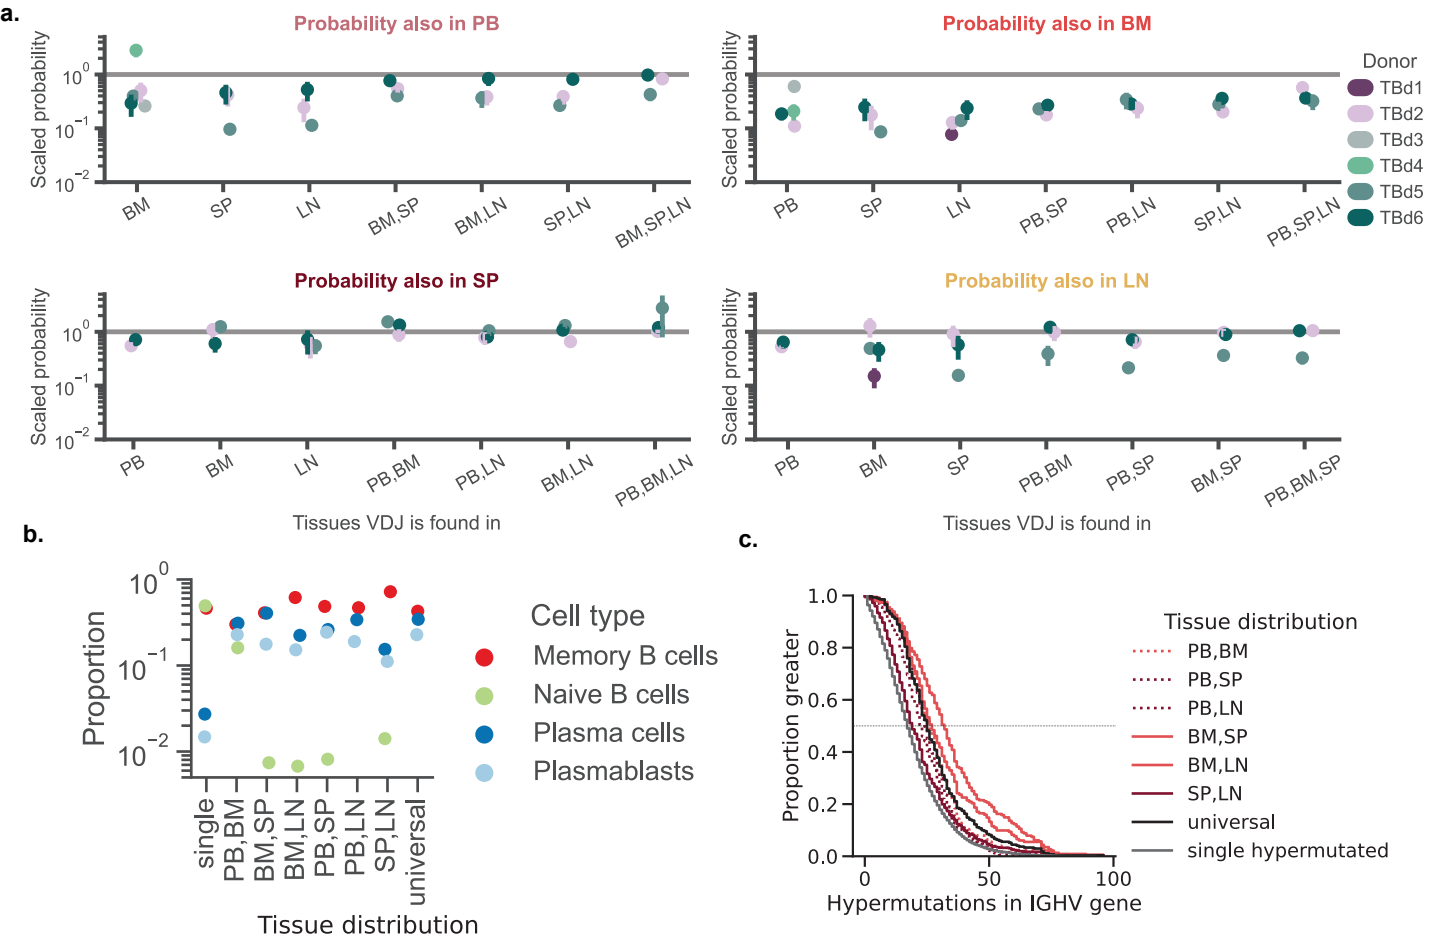 a.
Probability also in PB
Scaled probability
10^0
10^-1
10^-2
BM
SP
LN
BM,SP
BM,LN
SP,LN
BM,SP,LN
Probability also in BM
Scaled probability
10^0
10^-1
10^-2
PB
SP
LN
PB,SP
PB,LN
SP,LN
PB,SP,LN
Donor
TBd1
TBd2
TBd3
TBd4
TBd5
TBd6
Probability also in SP
Scaled probability
10^0
10^-1
10^-2
PB
BM
LN
PB,BM
PB,LN
BM,LN
PB,BM,LN
Tissues VDJ is found in
Probability also in LN
Scaled probability
10^0
10^-1
10^-2
PB
BM
SP
PB,BM
PB,SP
BM,SP
PB,BM,SP
Tissues VDJ is found in
b.
Proportion
10^0
10^-1
10^-2
single
PB,BM
BM,SP
BM,LN
PB,SP
PB,LN
SP,LN
universal
Tissue distribution
Cell type
Memory B cells
Naive B cells
Plasma cells
Plasmablasts
c.
Proportion greater
1.0
0.8
0.6
0.4
0.2
0.0
0
50
100
Hypermutations in IGHV gene
Tissue distribution
PB,BM
PB,SP
PB,LN
BM,SP
BM,LN
SP,LN
universal
single hypermutated